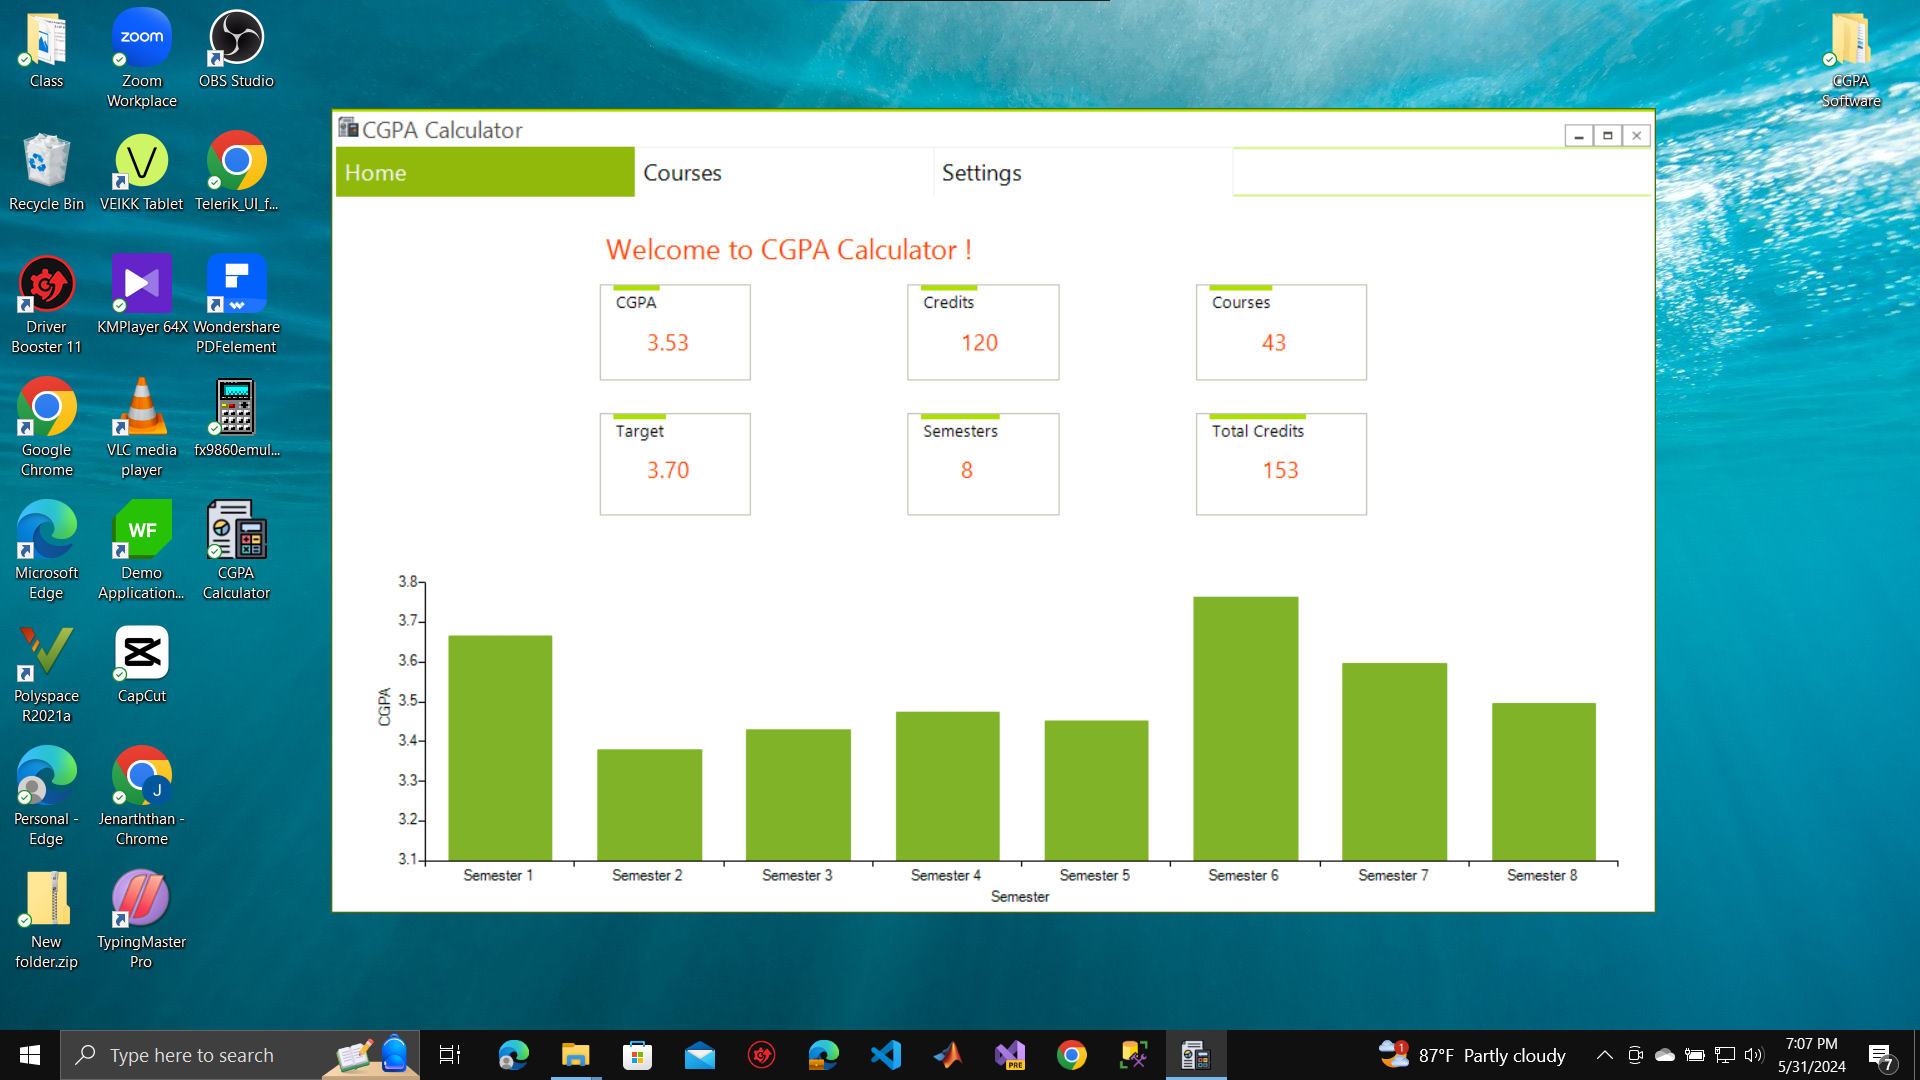 Class
zoom
Zoom
Workplace
OBS Studio
CGPA
Software
Recycle Bin
VEIKK Tablet
Telerik_UI_f...
Driver
Booster 11
KMPlayer 64X
Wondershare
PDFelement
Google
Chrome
VLC media
player
fx9860emul...
Microsoft
Edge
WF
Demo
Application...
CGPA
Calculator
Polyspace
R2021a
CapCut
Personal -
Edge
J
Jenarththan -
Chrome
New
folder.zip
TypingMaster
Pro
CGPA Calculator
Home
Courses
Settings
Welcome to CGPA Calculator !
CGPA
3.53
Credits
120
Courses
43
Target
3.70
Semesters
8
Total Credits
153
CGPA
3.8
3.7
3.6
3.5
3.4
3.3
3.2
3.1
Semester 1
Semester 2
Semester 3
Semester 4
Semester 5
Semester 6
Semester 7
Semester 8
Semester
Type here to search
PRE
1
87°F Partly cloudy
7:07 PM
5/31/2024
7